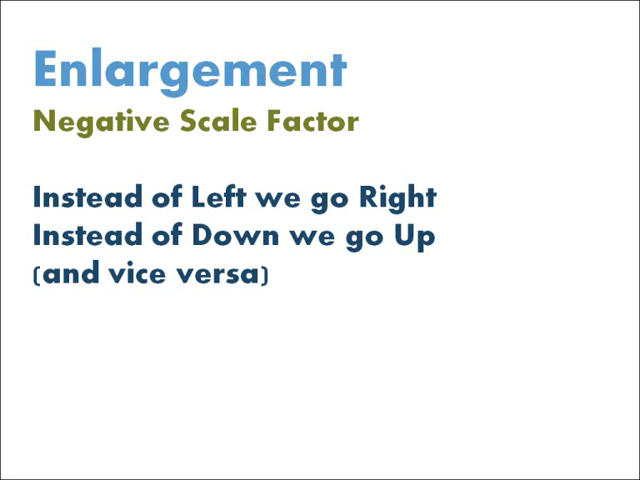 Enlargement
Negative Scale Factor
Instead of Left we go Right
Instead of Down we go Up
(and vice versa)